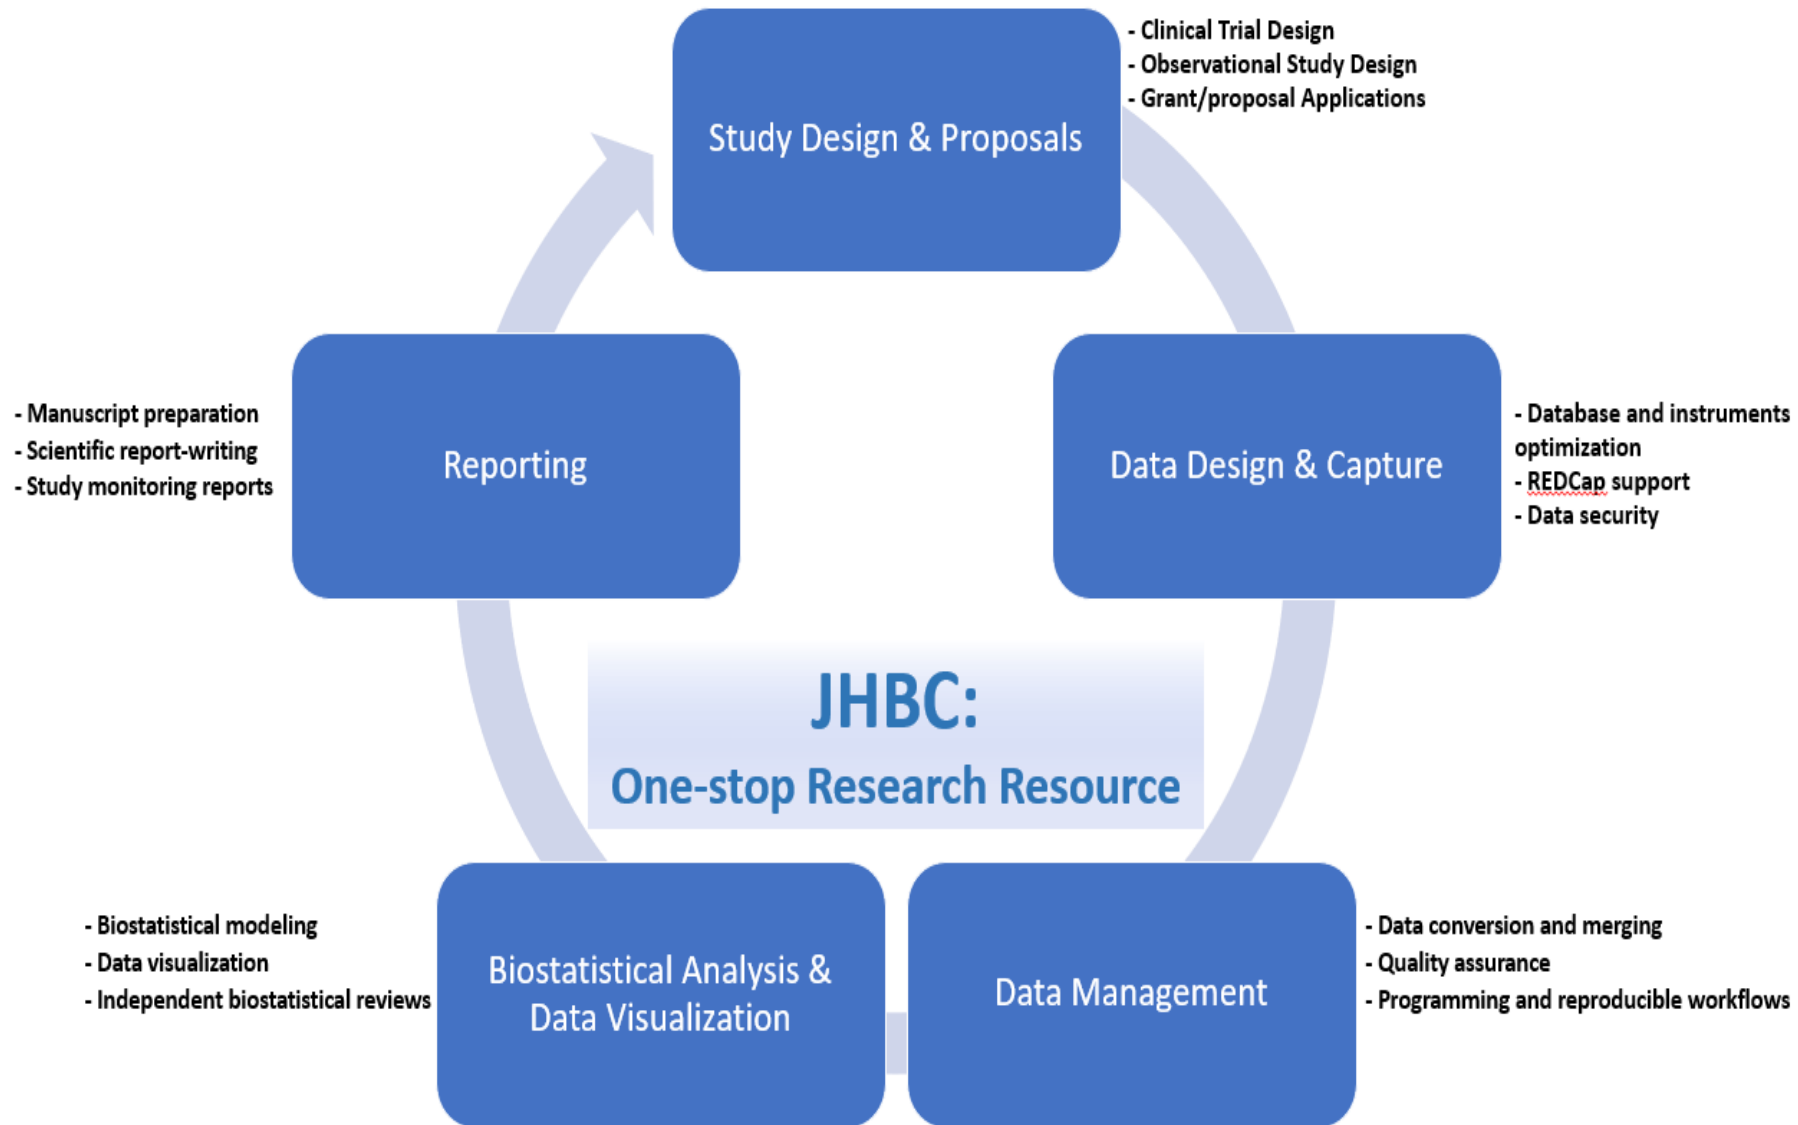 Study Design & Proposals
- Clinical Trial Design
- Observational Study Design
- Grant/proposal Applications
Data Design & Capture
- Database and instruments
optimization
- REDCap support
- Data security
Data Management
- Data conversion and merging
- Quality assurance
- Programming and reproducible workflows
Biostatistical Analysis &
Data Visualization
- Biostatistical modeling
- Data visualization
- Independent biostatistical reviews
Reporting
- Manuscript preparation
- Scientific report-writing
- Study monitoring reports
JHBC:
One-stop Research Resource